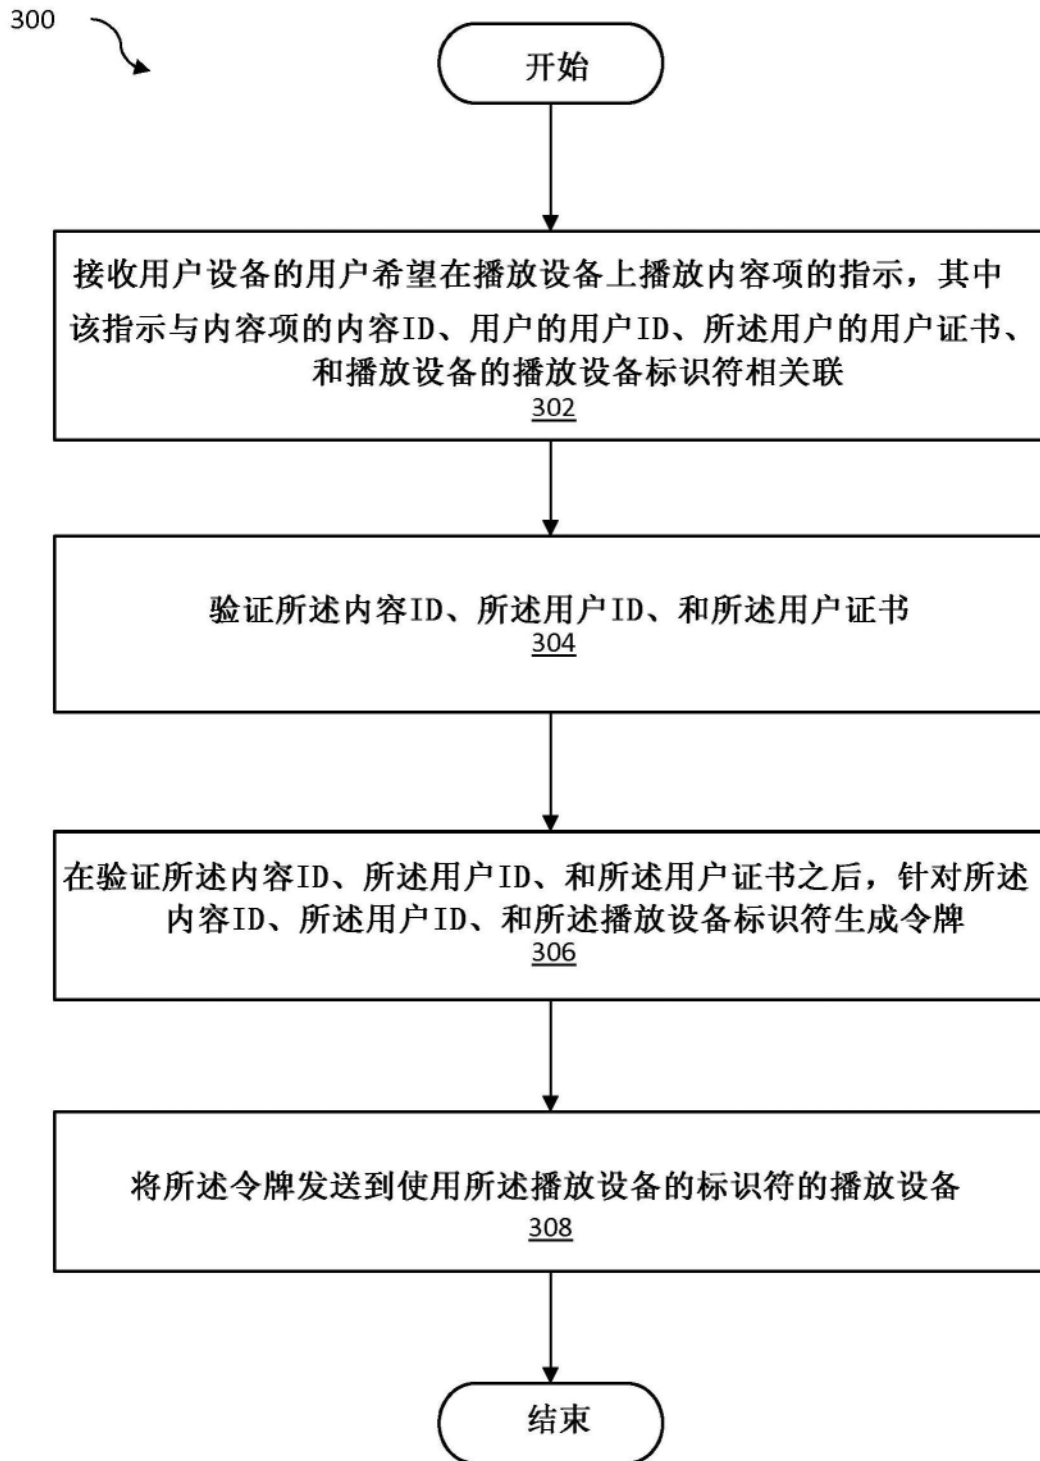 300
开始
接收用户设备的用户希望在播放设备上播放内容项的指示，其中
该指示与内容项的内容ID、用户的用户ID、所述用户的用户证书、
和播放设备的播放设备标识符相关联
302
验证所述内容ID、所述用户ID、和所述用户证书
304
在验证所述内容ID、所述用户ID、和所述用户证书之后，针对所述
内容ID、所述用户ID、和所述播放设备标识符生成令牌
306
将所述令牌发送到使用所述播放设备的标识符的播放设备
308
结束